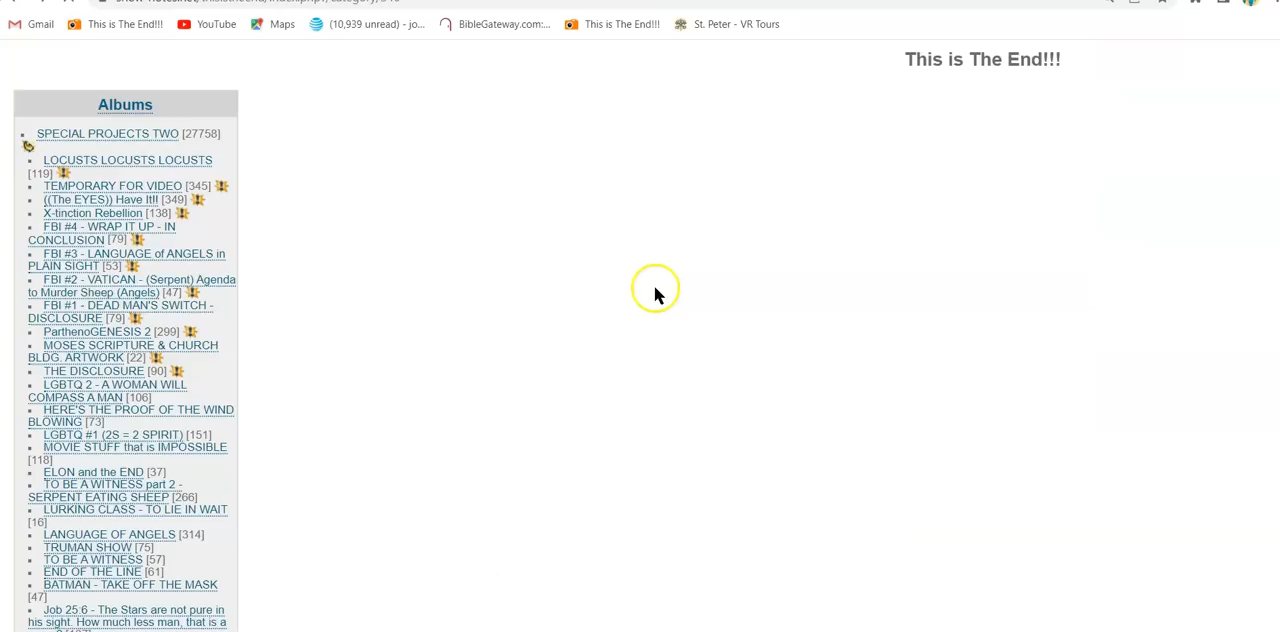 Gmail This is The End!!! YouTube Maps (10,939 unread) - jo... BibleGateway.com:... This is The End!!! St. Peter - VR Tours
This is The End!!!
Albums
SPECIAL PROJECTS TWO [27758]
LOCUSTS LOCUSTS LOCUSTS
[119]
TEMPORARY FOR VIDEO [345]
((The EYES)) Have It!! [349]
X-tinction Rebellion [138]
FBI #4 - WRAP IT UP - IN
CONCLUSION [79]
FBI #3 - LANGUAGE of ANGELS in
PLAIN SIGHT [53]
FBI #2 - VATICAN - (Serpent) Agenda
to Murder Sheep (Angels) [47]
FBI #1 - DEAD MAN'S SWITCH -
DISCLOSURE [79]
ParthenoGENESIS 2 [299]
MOSES SCRIPTURE & CHURCH
BLDG. ARTWORK [22]
THE DISCLOSURE [90]
LGBTQ 2 - A WOMAN WILL
COMPASS A MAN [106]
HERE'S THE PROOF OF THE WIND
BLOWING [73]
LGBTQ #1 (2S = 2 SPIRIT) [151]
MOVIE STUFF that is IMPOSSIBLE
[118]
ELON and the END [37]
TO BE A WITNESS part 2 -
SERPENT EATING SHEEP [266]
LURKING CLASS - TO LIE IN WAIT
[16]
LANGUAGE OF ANGELS [314]
TRUMAN SHOW [75]
TO BE A WITNESS [57]
END OF THE LINE [61]
BATMAN - TAKE OFF THE MASK
[47]
Job 25:6 - The Stars are not pure in
his sight. How much less man, that is a